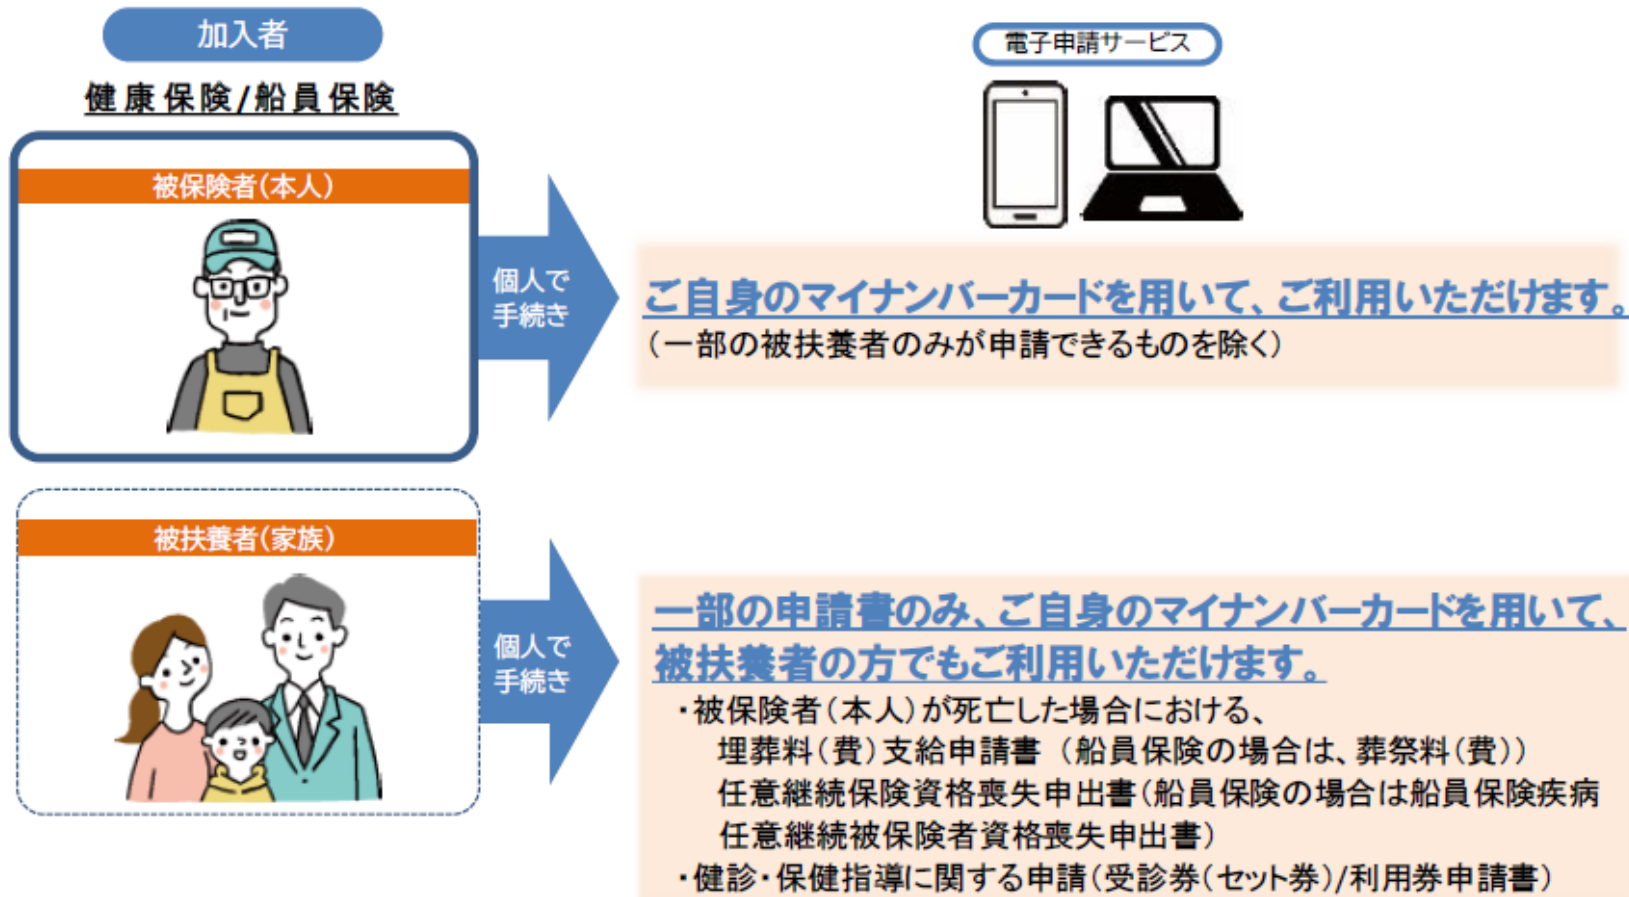 加入者
健康保険/船員保険
被保険者(本人)
個人で
手続き
電子申請サービス
ご自身のマイナンバーカードを用いて、ご利用いただけます。
(一部の被扶養者のみが申請できるものを除く)
被扶養者(家族)
個人で
手続き
一部の申請書のみ、ご自身のマイナンバーカードを用いて、
被扶養者の方でもご利用いただけます。
・被保険者(本人)が死亡した場合における、
埋葬料(費)支給申請書 (船員保険の場合は、葬祭料(費))
任意継続保険資格喪失申出書(船員保険の場合は船員保険疾病
任意継続被保険者資格喪失申出書)
・健診・保健指導に関する申請(受診券(セット券)/利用券申請書)